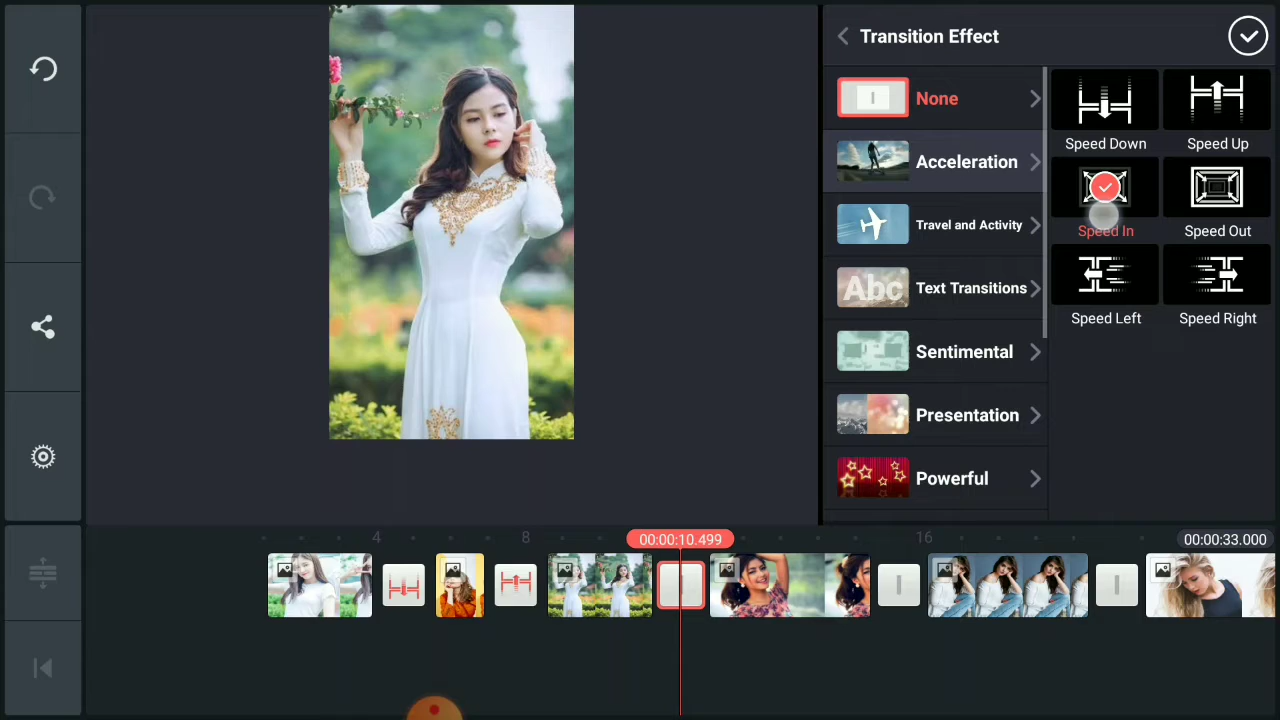 Transition Effect
None
Acceleration
Travel and Activity
Abc
Text Transitions
Sentimental
Presentation
Powerful
Speed Down
Speed Up
Speed In
Speed Out
Speed Left
Speed Right
4
8
00:00:10.499
16
00:00:33.000